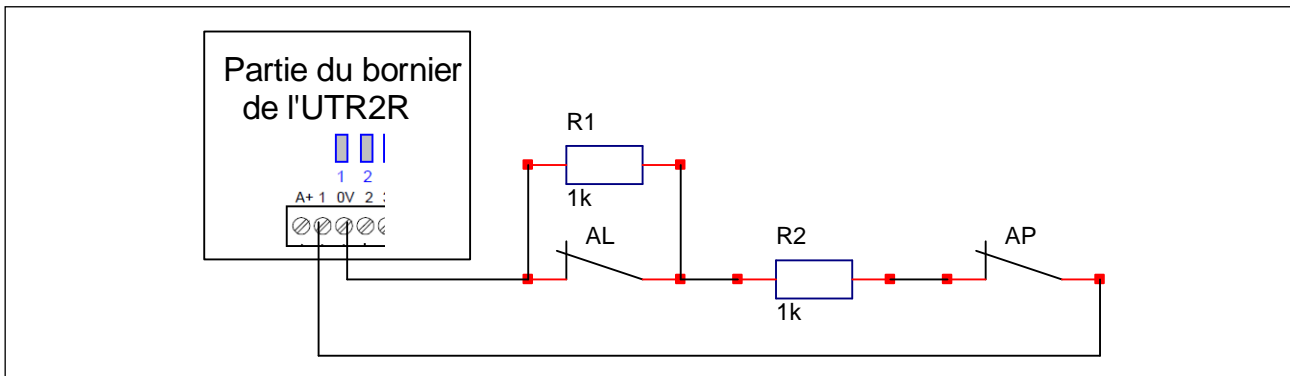 Partie du bornier
de l'UTR2R
1 2
A+ 1 0V 2
R1
1k
AL
R2
1k
AP